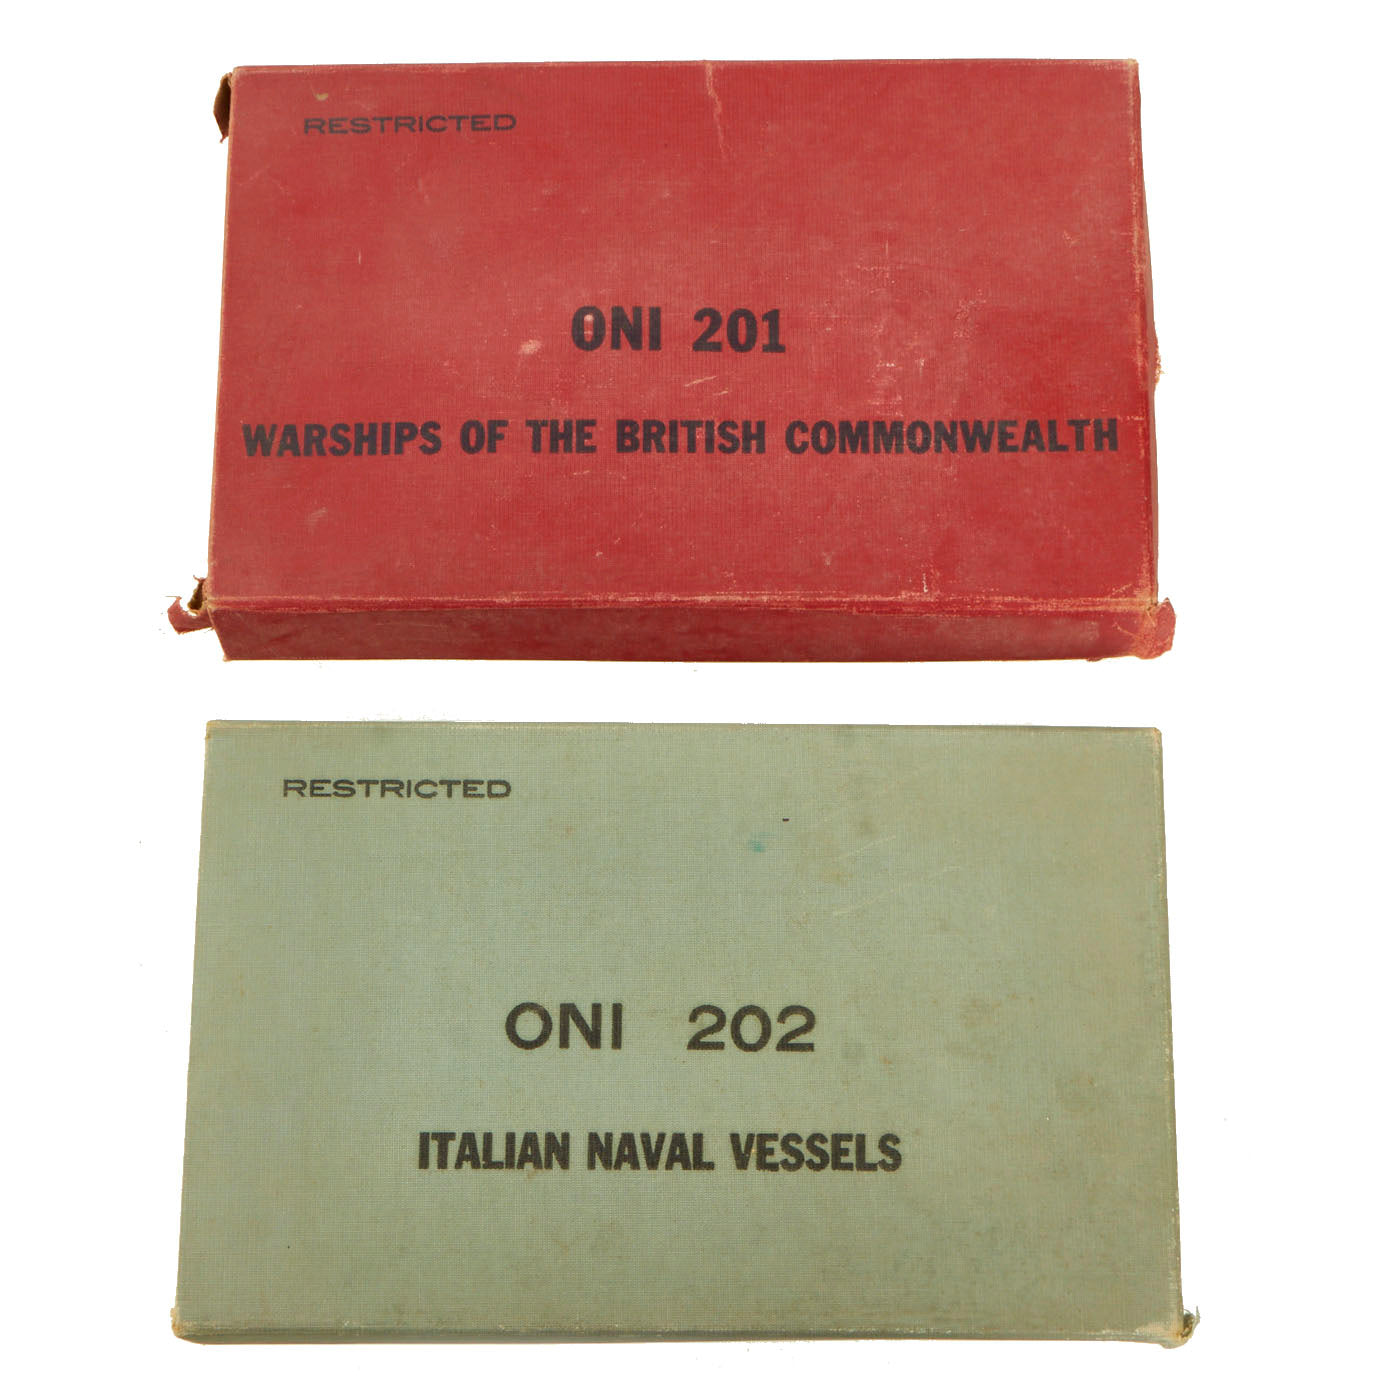 RESTRICTED
ONI 201
WARSHIPS OF THE BRITISH COMMONWEALTH
RESTRICTED
ONI 202
ITALIAN NAVAL VESSELS